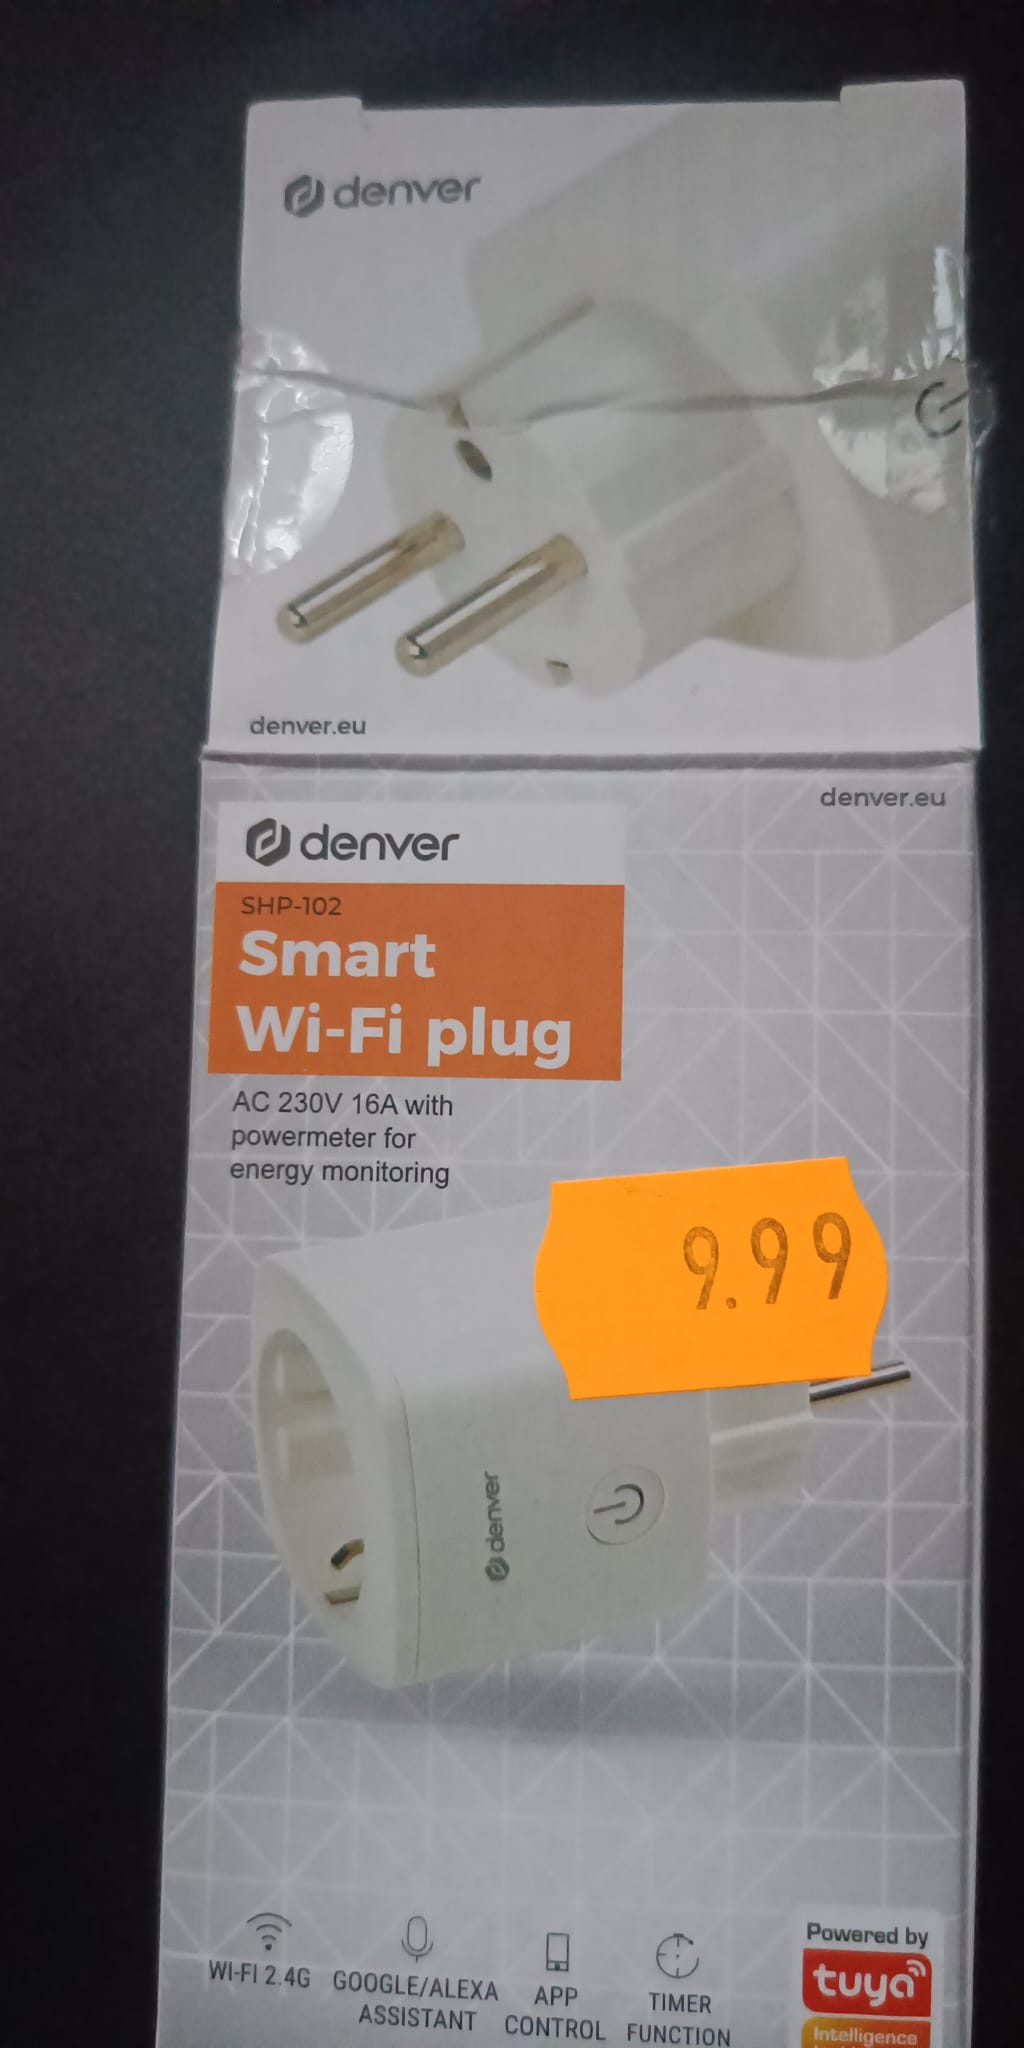 denver
denver.eu
denver.eu
denver
SHP-102
Smart
Wi-Fi plug
AC 230V 16A with
powermeter for
energy monitoring
9.99
denver
WI-FI 2.4G
GOOGLE/ALEXA
ASSISTANT
APP
CONTROL
TIMER
FUNCTION
Powered by
tuya
Intelligence